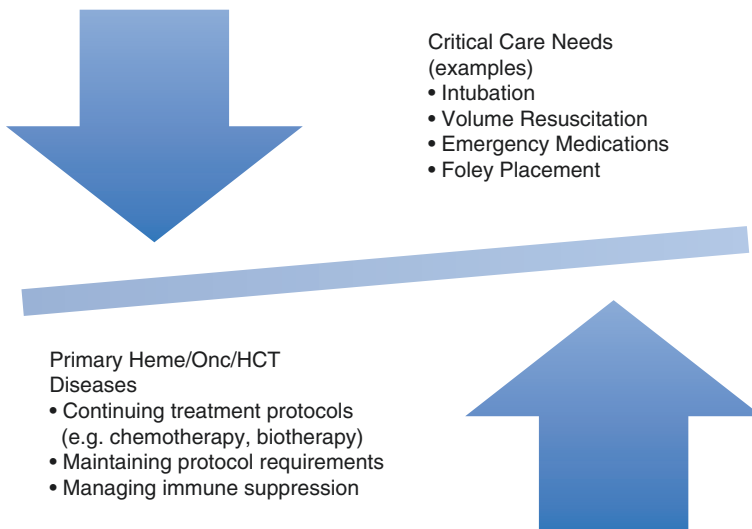 Critical Care Needs
(examples)
• Intubation
• Volume Resuscitation
• Emergency Medications
• Foley Placement
Primary Heme/Onc/HCT
Diseases
• Continuing treatment protocols
(e.g. chemotherapy, biotherapy)
• Maintaining protocol requirements
• Managing immune suppression